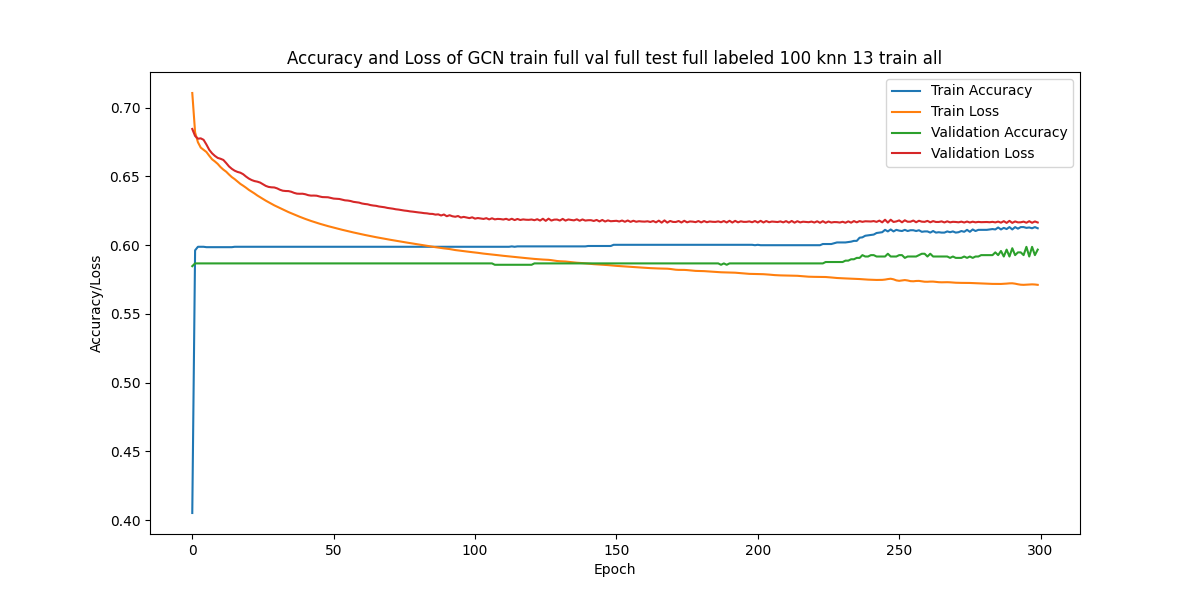 Accuracy and Loss of GCN train full val full test full labeled 100 knn 13 train all
Train Accuracy
Train Loss
Validation Accuracy
Validation Loss
0.70
0.65
0.60
0.55
0.50
0.45
0.40
Accuracy/Loss
0
50
100
150
200
250
300
Epoch